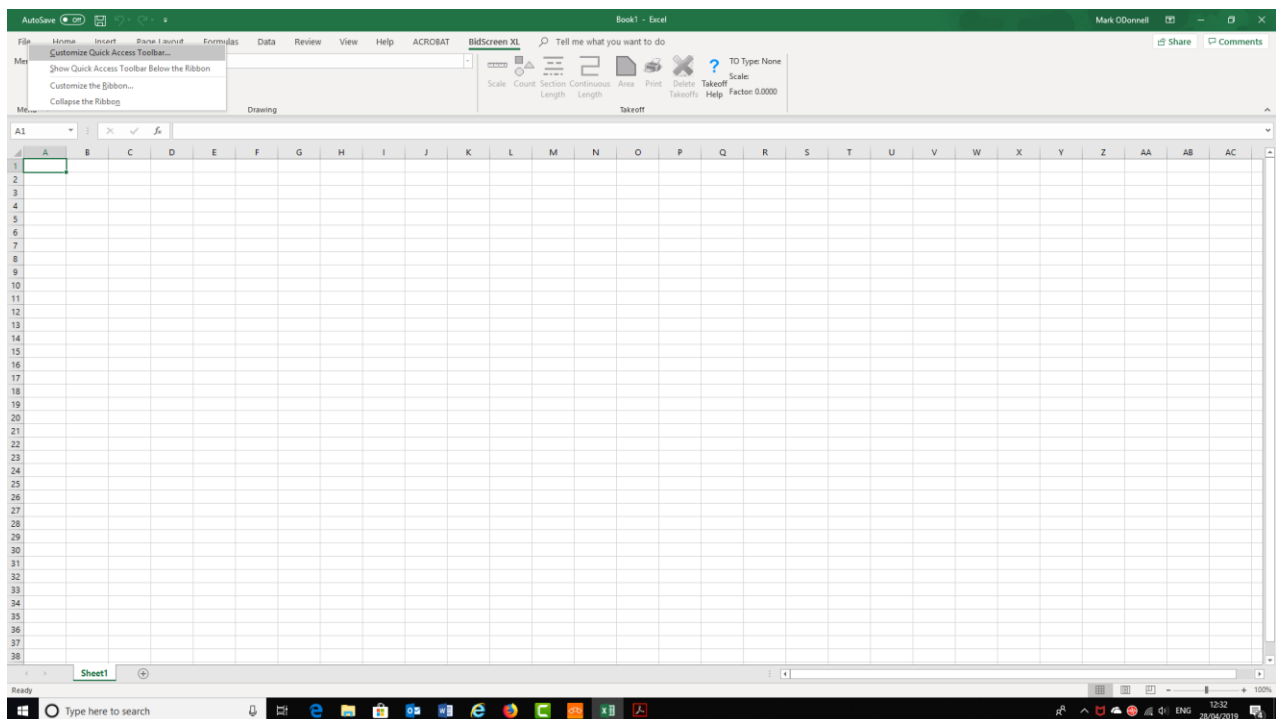 AutoSave Off Book1 - Excel Mark ODonnell
File Home Insert Page Layout Formulas Data Review View Help ACROBAT BidScreen XL Tell me what you want to do Share Comments
Customize Quick Access Toolbar...
Show Quick Access Toolbar Below the Ribbon
Customize the Ribbon...
Collapse the Ribbon
Scale Count Section Length Continuous Length Area Print Delete Takeoffs Takeoff Help
TO Type: None
Scale:
Factor: 0.0000
Drawing Takeoff
A1 fx
A B C D E F G H I J K L M N O P Q R S T U V W X Y Z AA AB AC
1
2
3
4
5
6
7
8
9
10
11
12
13
14
15
16
17
18
19
20
21
22
23
24
25
26
27
28
29
30
31
32
33
34
35
36
37
38
Sheet1
Ready 100%
Type here to search ENG 12:32
28/04/2019